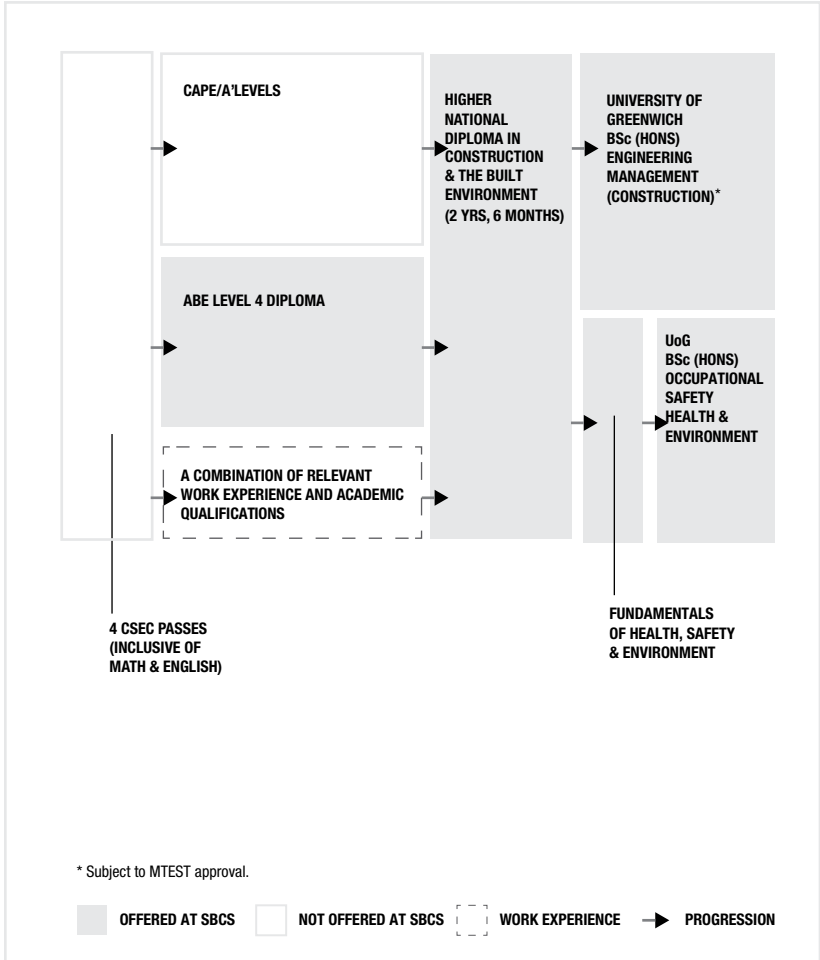 CAPE/A'LEVELS
HIGHER
NATIONAL
DIPLOMA IN
CONSTRUCTION
& THE BUILT
ENVIRONMENT
(2 YRS, 6 MONTHS)
UNIVERSITY OF
GREENWICH
BSc (HONS)
ENGINEERING
MANAGEMENT
(CONSTRUCTION)*
ABE LEVEL 4 DIPLOMA
UoG
BSc (HONS)
OCCUPATIONAL
SAFETY
HEALTH &
ENVIRONMENT
A COMBINATION OF RELEVANT
WORK EXPERIENCE AND ACADEMIC
QUALIFICATIONS
4 CSEC PASSES
(INCLUSIVE OF
MATH & ENGLISH)
FUNDAMENTALS
OF HEALTH, SAFETY
& ENVIRONMENT
* Subject to MTEST approval.
OFFERED AT SBCS
NOT OFFERED AT SBCS
WORK EXPERIENCE
PROGRESSION